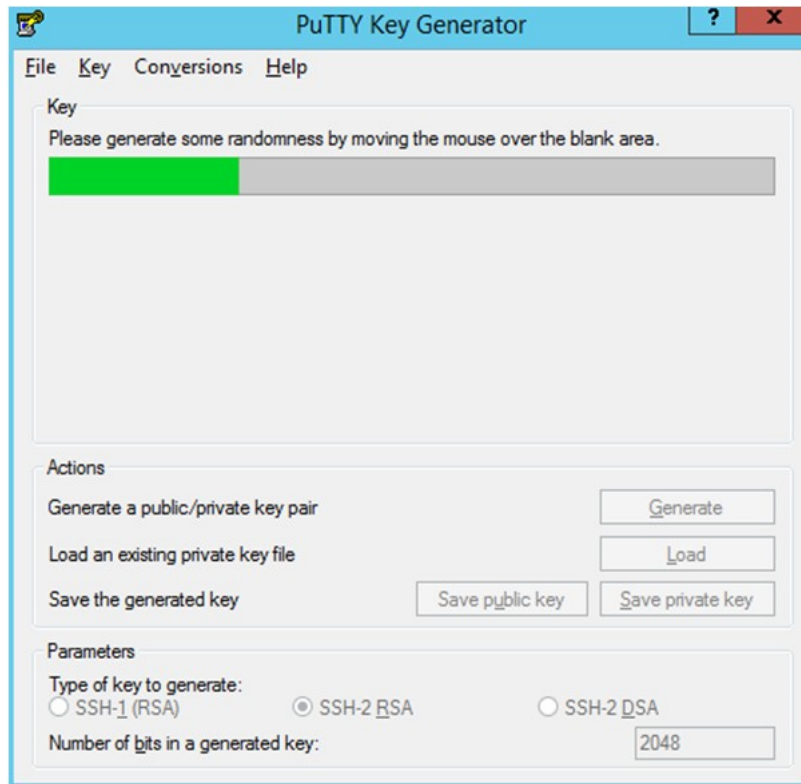 PuTTY Key Generator
? x
File Key Conversions Help
Key
Please generate some randomness by moving the mouse over the blank area.
Actions
Generate a public/private key pair Generate
Load an existing private key file Load
Save the generated key Save public key Save private key
Parameters
Type of key to generate:
SSH-1 (RSA) SSH-2 RSA SSH-2 DSA
Number of bits in a generated key: 2048